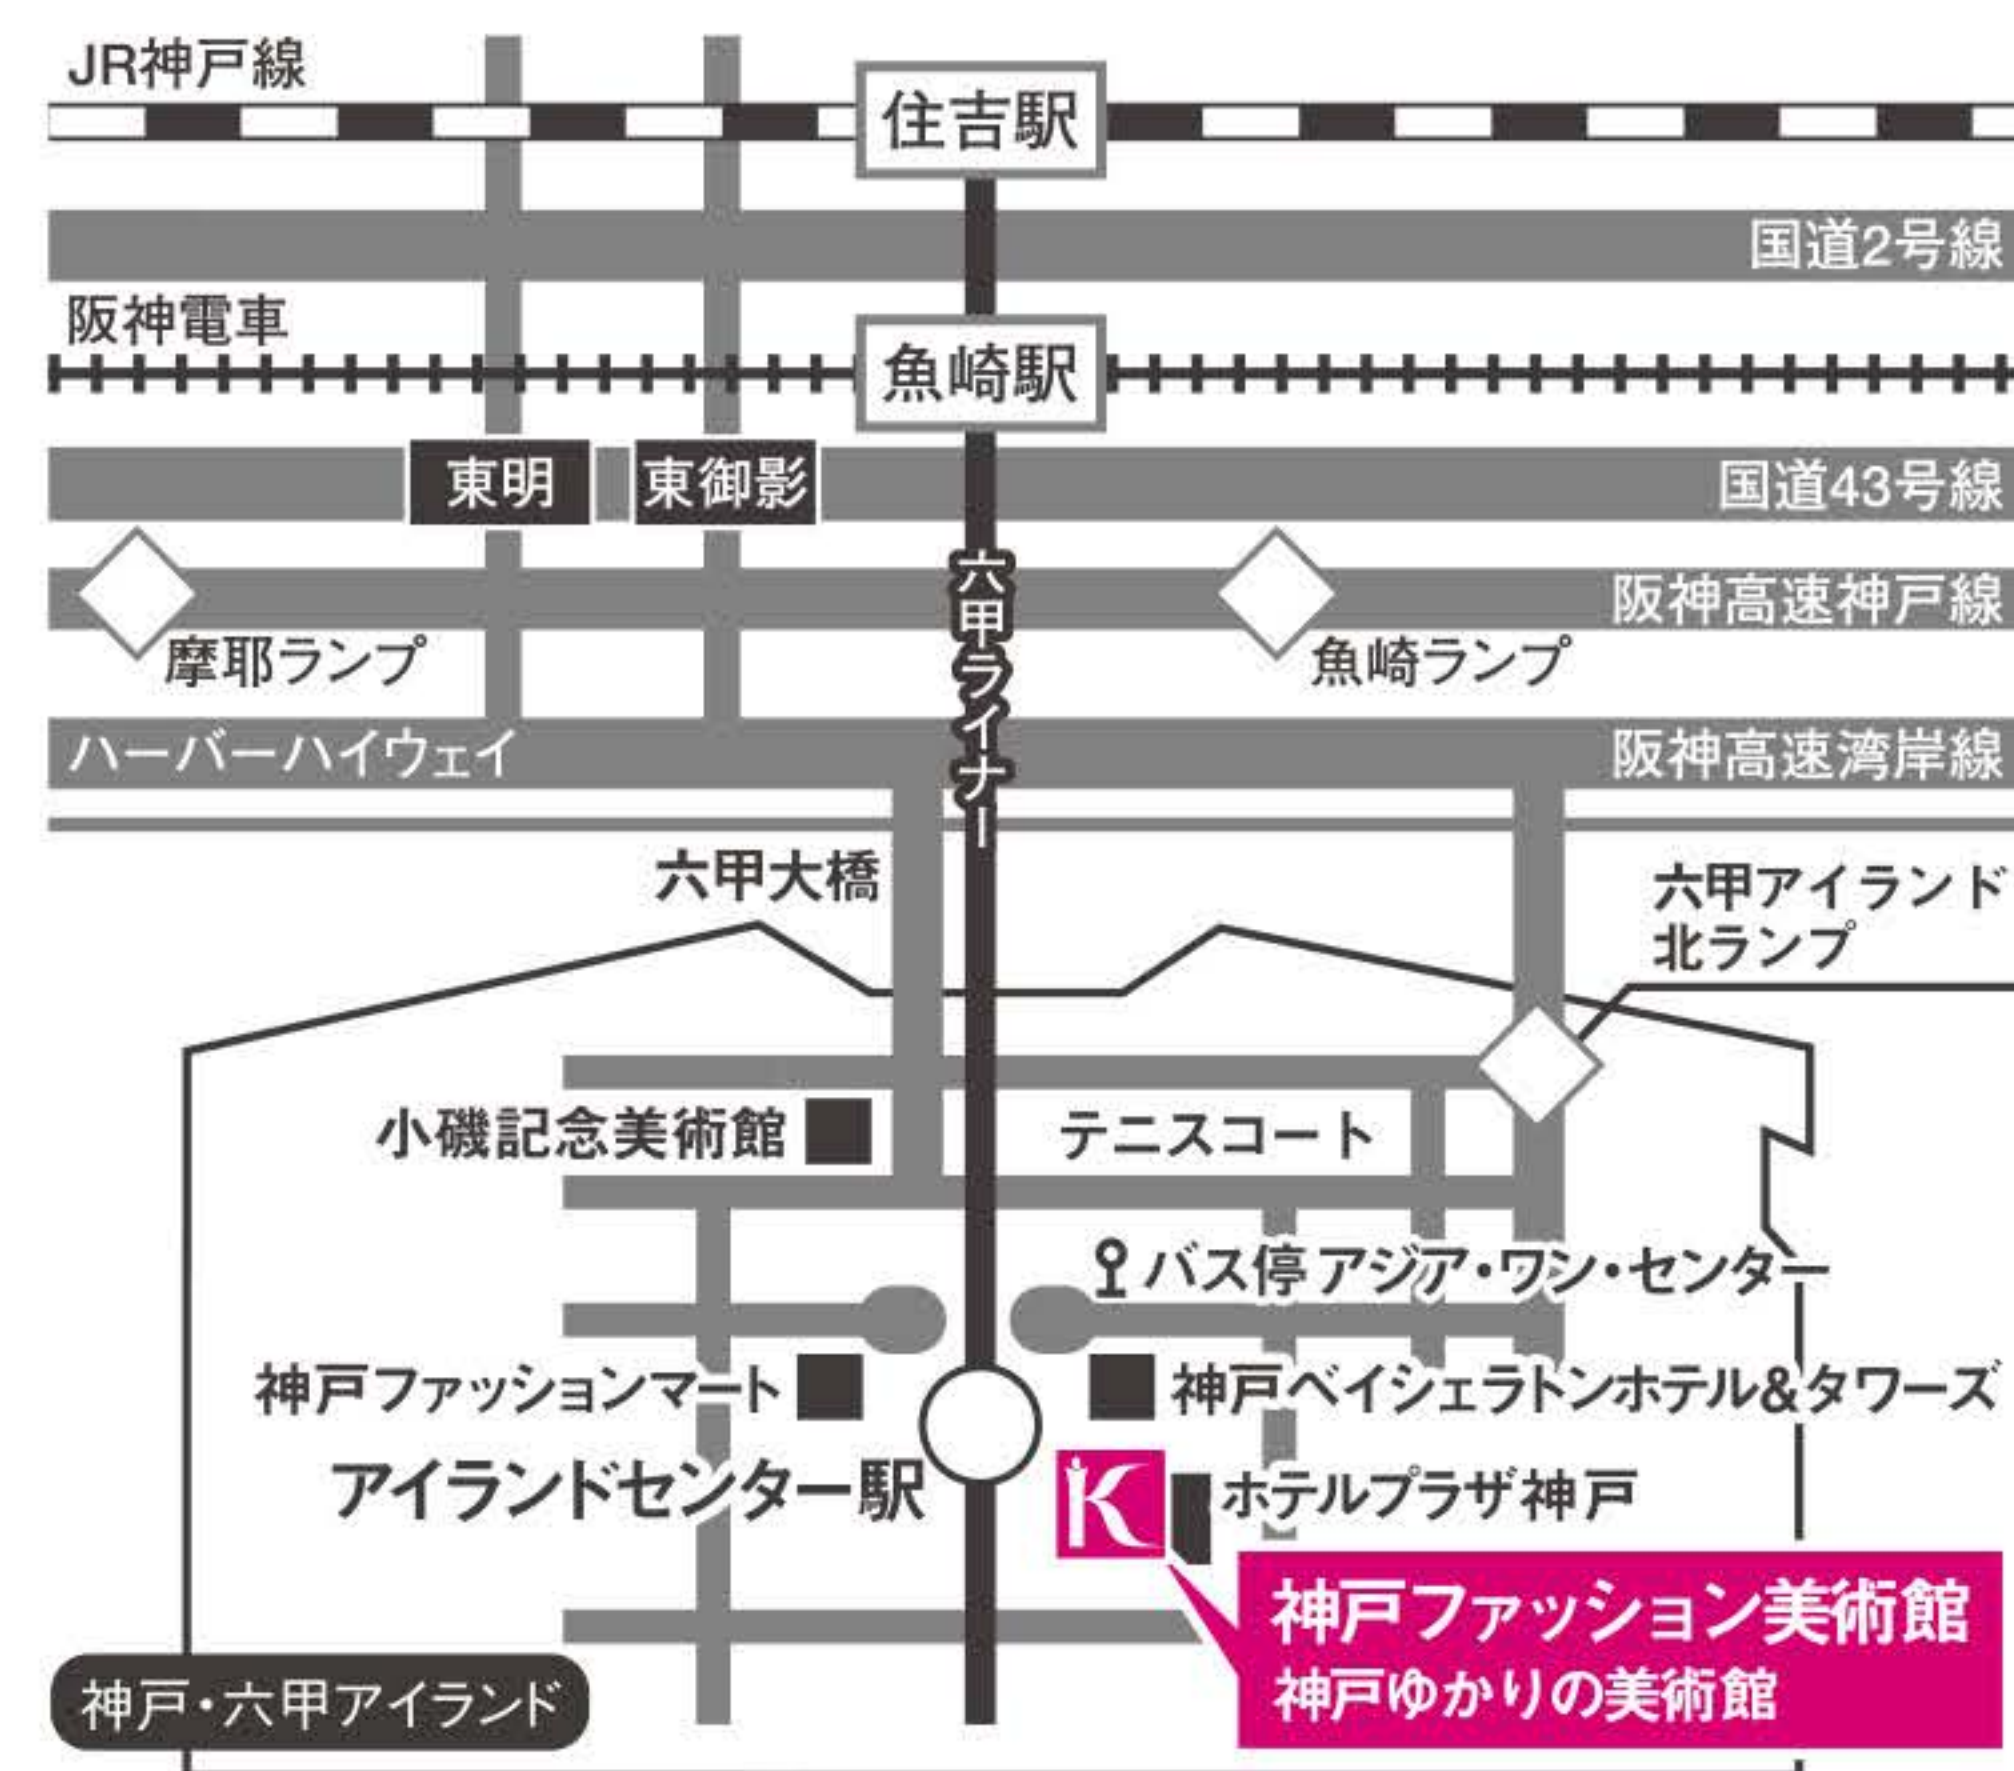 JR神戸線
住吉駅
国道2号線
阪神電車
魚崎駅
東明
東御影
国道43号線
阪神高速神戸線
摩耶ランプ
魚崎ランプ
六甲ライナー
ハーバーハイウェイ
阪神高速湾岸線
六甲大橋
六甲アイランド
北ランプ
小磯記念美術館
テニスコート
バス停 アジア・ワン・センター
神戸ファッションマート
神戸ベイシェラトンホテル&タワーズ
アイランドセンター駅
K
ホテルプラザ神戸
神戸ファッション美術館
神戸ゆかりの美術館
神戸・六甲アイランド